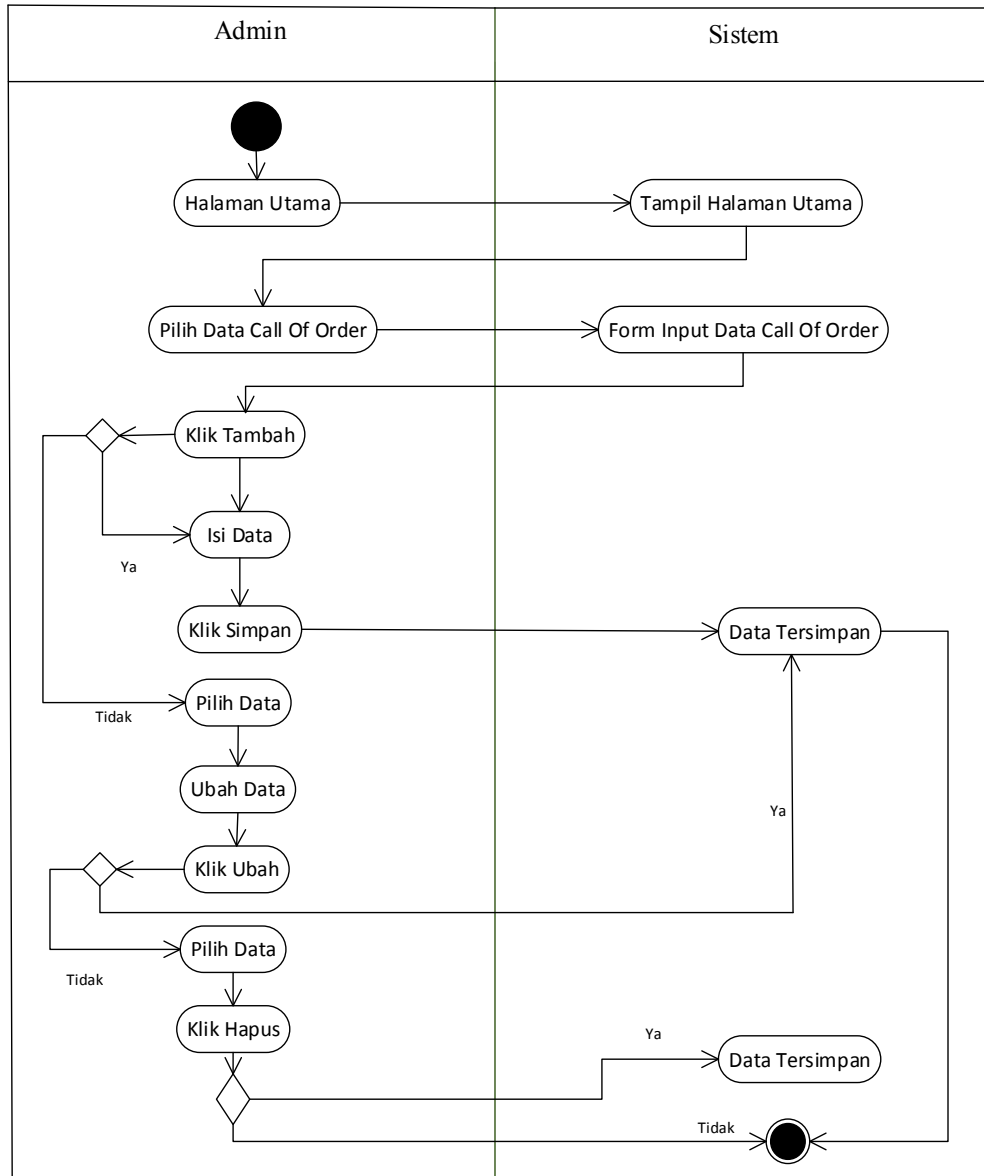 Admin
Sistem
Halaman Utama
Tampil Halaman Utama
Pilih Data Call Of Order
Form Input Data Call Of Order
Klik Tambah
Isi Data
Ya
Klik Simpan
Data Tersimpan
Pilih Data
Tidak
Ubah Data
Ya
Klik Ubah
Pilih Data
Tidak
Klik Hapus
Ya
Data Tersimpan
Tidak